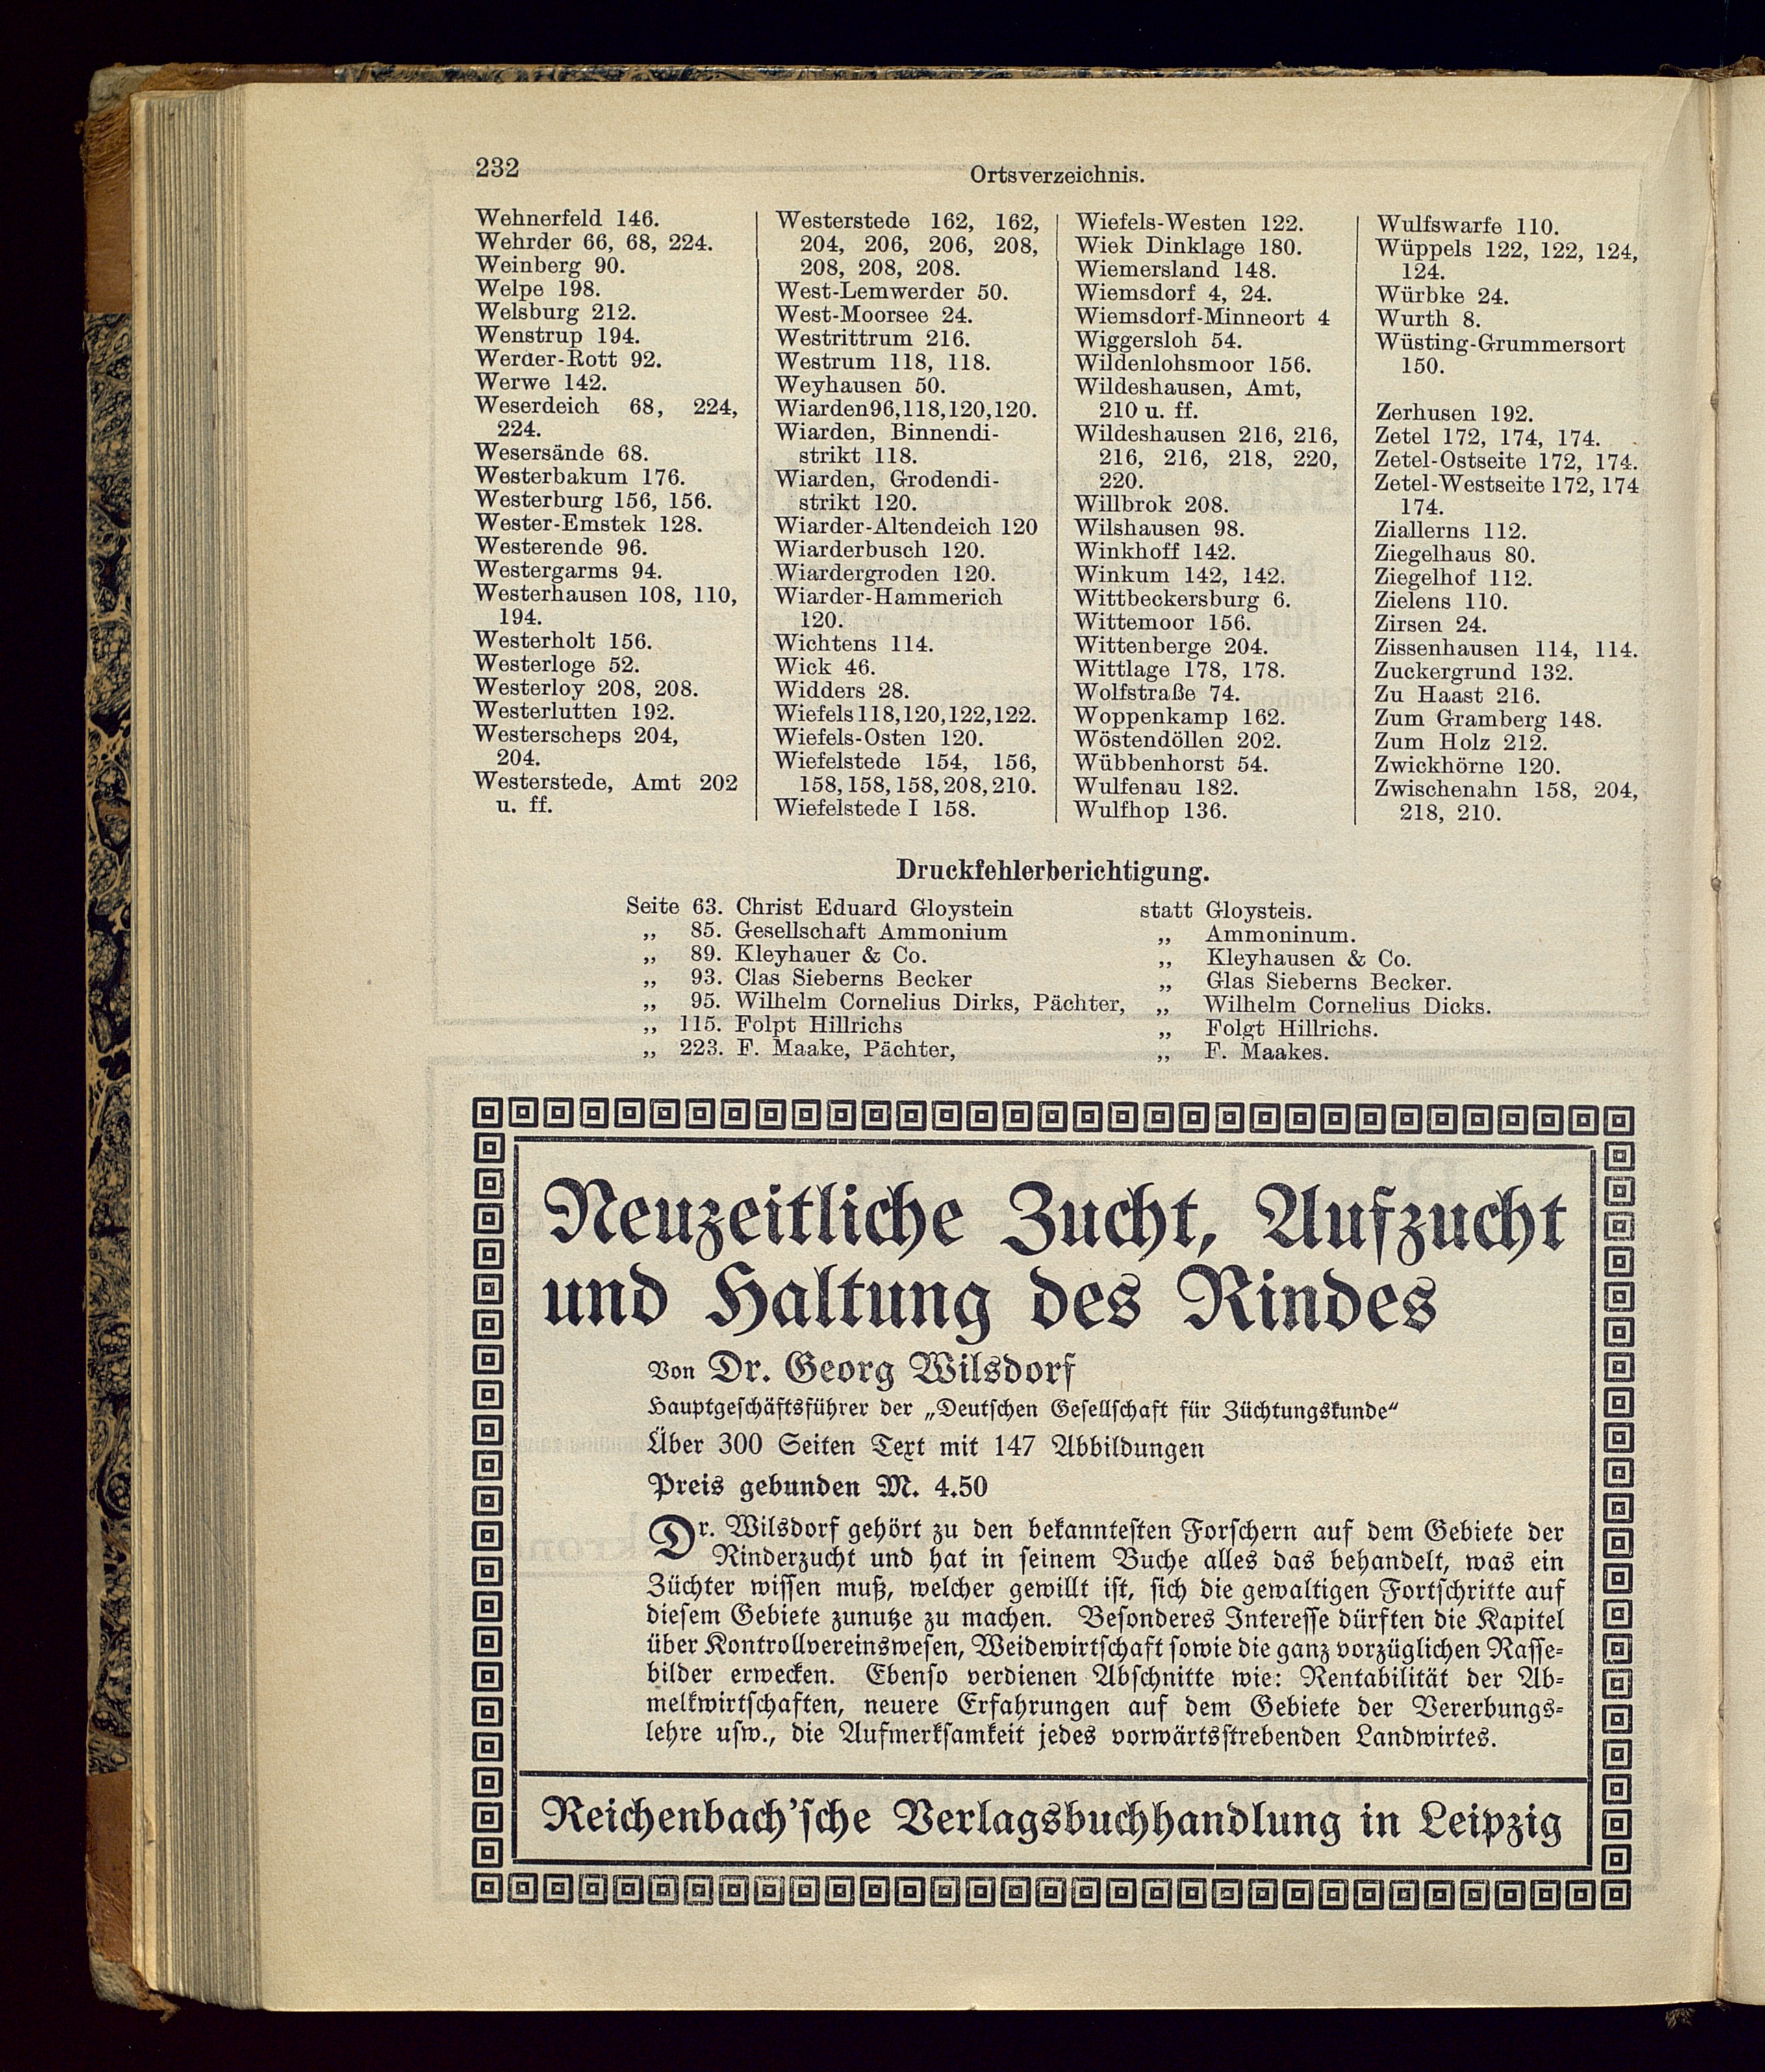 232
Ortsverzeichnis.
Wehnerfeld 146.
Wehrder 66, 68, 224.
Weinberg 90.
Welpe 198.
Welsburg 212.
Wenstrup 194.
Werder-Rott 92.
Werwe 142.
Weserdeich 68, 224,
224.
Wesersände 68.
Westerbakum 176.
Westerburg 156, 156.
Wester-Emstek 128.
Westerende 96.
Westergarms 94.
Westerhausen 108, 110,
194.
Westerholt 156.
Westerloge 52.
Westerloy 208, 208.
Westerlutten 192.
Westerscheps 204,
204.
Westerstede, Amt 202
u. ff.
Westerstede 162, 162,
204, 206, 206, 208,
208, 208, 208.
West-Lemwerder 50.
West-Moorsee 24.
Westrittrum 216.
Westrum 118, 118.
Weyhausen 50.
Wiarden 96, 118, 120, 120.
Wiarden, Binnendi-
strikt 118.
Wiarden, Grodendi-
strikt 120.
Wiarder-Altendeich 120
Wiarderbusch 120.
Wiardergroden 120.
Wiarder-Hammerich
120.
Wichtens 114.
Wick 46.
Widders 28.
Wiefels 118, 120, 122, 122.
Wiefels-Osten 120.
Wiefelstede 154, 156,
158, 158, 158, 208, 210.
Wiefelstede I 158.
Wiefels-Westen 122.
Wiek Dinklage 180.
Wiemersland 148.
Wiemsdorf 4, 24.
Wiemsdorf-Minneort 4
Wiggersloh 54.
Wildenlohsmoor 156.
Wildeshausen, Amt,
210 u. ff.
Wildeshausen 216, 216,
216, 216, 218, 220,
220.
Willbrok 208.
Wilshausen 98.
Winkhoff 142.
Winkum 142, 142.
Wittbeckersburg 6.
Wittemoor 156.
Wittenberge 204.
Wittlage 178, 178.
Wolfstraße 74.
Woppenkamp 162.
Wöstendöllen 202.
Wübbenhorst 54.
Wulfenau 182.
Wulfhop 136.
Wulfswarfe 110.
Wüppels 122, 122, 124,
124.
Würbke 24.
Wurth 8.
Wüsting-Grummersort
150.
Zerhusen 192.
Zetel 172, 174, 174.
Zetel-Ostseite 172, 174.
Zetel-Westseite 172, 174
174.
Ziallerns 112.
Ziegelhaus 80.
Ziegelhof 112.
Zielens 110.
Zirsen 24.
Zissenhausen 114, 114.
Zuckergrund 132.
Zu Haast 216.
Zum Gramberg 148.
Zum Holz 212.
Zwickhörne 120.
Zwischenahn 158, 204,
218, 210.
Druckfehlerberichtigung.
Seite 63. Christ Eduard Gloystein statt Gloysteis.
„ 85. Gesellschaft Ammonium „ Ammoninum.
„ 89. Kleyhauer & Co. „ Kleyhausen & Co.
„ 93. Clas Sieberns Becker „ Glas Sieberns Becker.
„ 95. Wilhelm Cornelius Dirks, Pächter, „ Wilhelm Cornelius Dicks.
„ 115. Folpt Hillrichs „ Folgt Hillrichs.
„ 223. F. Maake, Pächter, „ F. Maakes.
Neuzeitliche Zucht, Aufzucht
und Haltung des Rindes
Von Dr. Georg Wilsdorf
Hauptgeschäftsführer der „Deutschen Gesellschaft für Züchtungskunde“
Über 300 Seiten Text mit 147 Abbildungen
Preis gebunden M. 4.50
Dr. Wilsdorf gehört zu den bekanntesten Forschern auf dem Gebiete der
Rinderzucht und hat in seinem Buche alles das behandelt, was ein
Züchter wissen muß, welcher gewillt ist, sich die gewaltigen Fortschritte auf
diesem Gebiete zunutze zu machen. Besonderes Interesse dürften die Kapitel
über Kontrollvereinswesen, Weidewirtschaft sowie die ganz vorzüglichen Rasse-
bilder erwecken. Ebenso verdienen Abschnitte wie: Rentabilität der Ab-
melkwirtschaften, neuere Erfahrungen auf dem Gebiete der Vererbungs-
lehre usw., die Aufmerksamkeit jedes vorwärtsstrebenden Landwirtes.
Reichenbach'sche Verlagsbuchhandlung in Leipzig